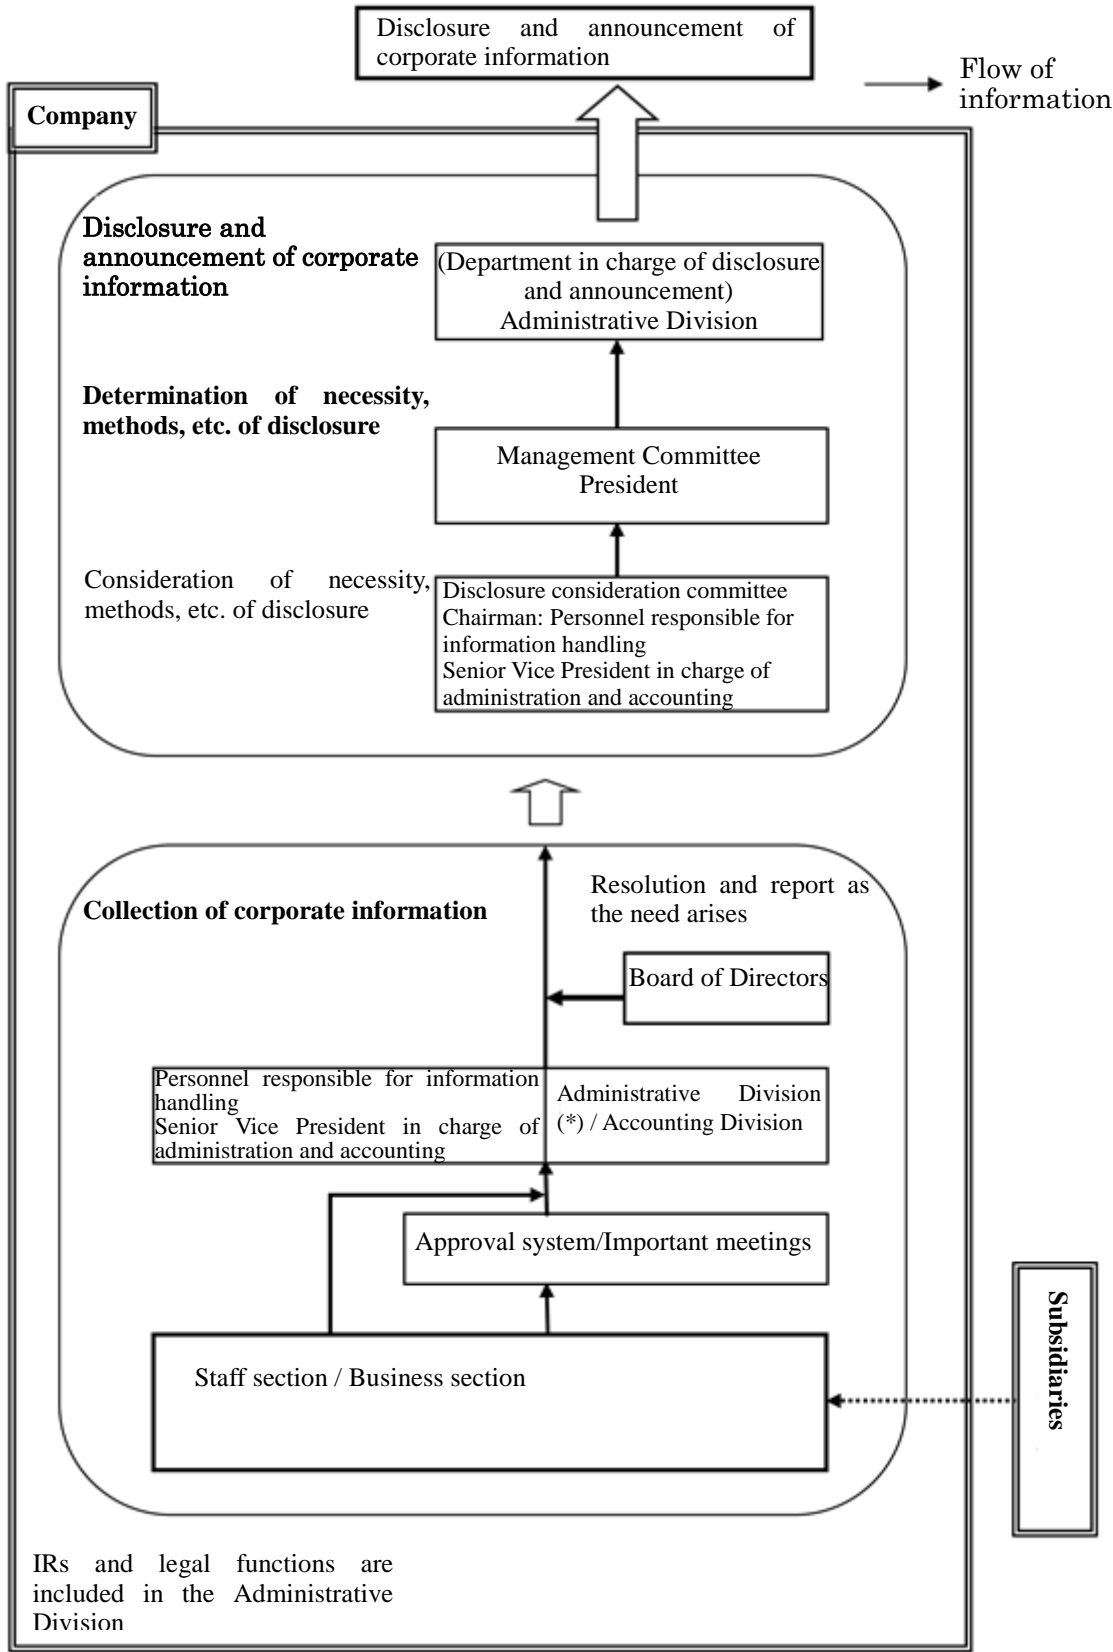 Disclosure and announcement of
corporate information
Flow of
information
Company
Disclosure and
announcement of corporate
information
(Department in charge of disclosure
and announcement)
Administrative Division
Determination of necessity,
methods, etc. of disclosure
Management Committee
President
Consideration of necessity,
methods, etc. of disclosure
Disclosure consideration committee
Chairman: Personnel responsible for
information handling
Senior Vice President in charge of
administration and accounting
Collection of corporate information
Resolution and report as
the need arises
Board of Directors
Personnel responsible for information
handling
Senior Vice President in charge of
administration and accounting
Administrative Division
(*) / Accounting Division
Approval system/Important meetings
Staff section / Business section
Subsidiaries
IRs and legal functions are
included in the Administrative
Division